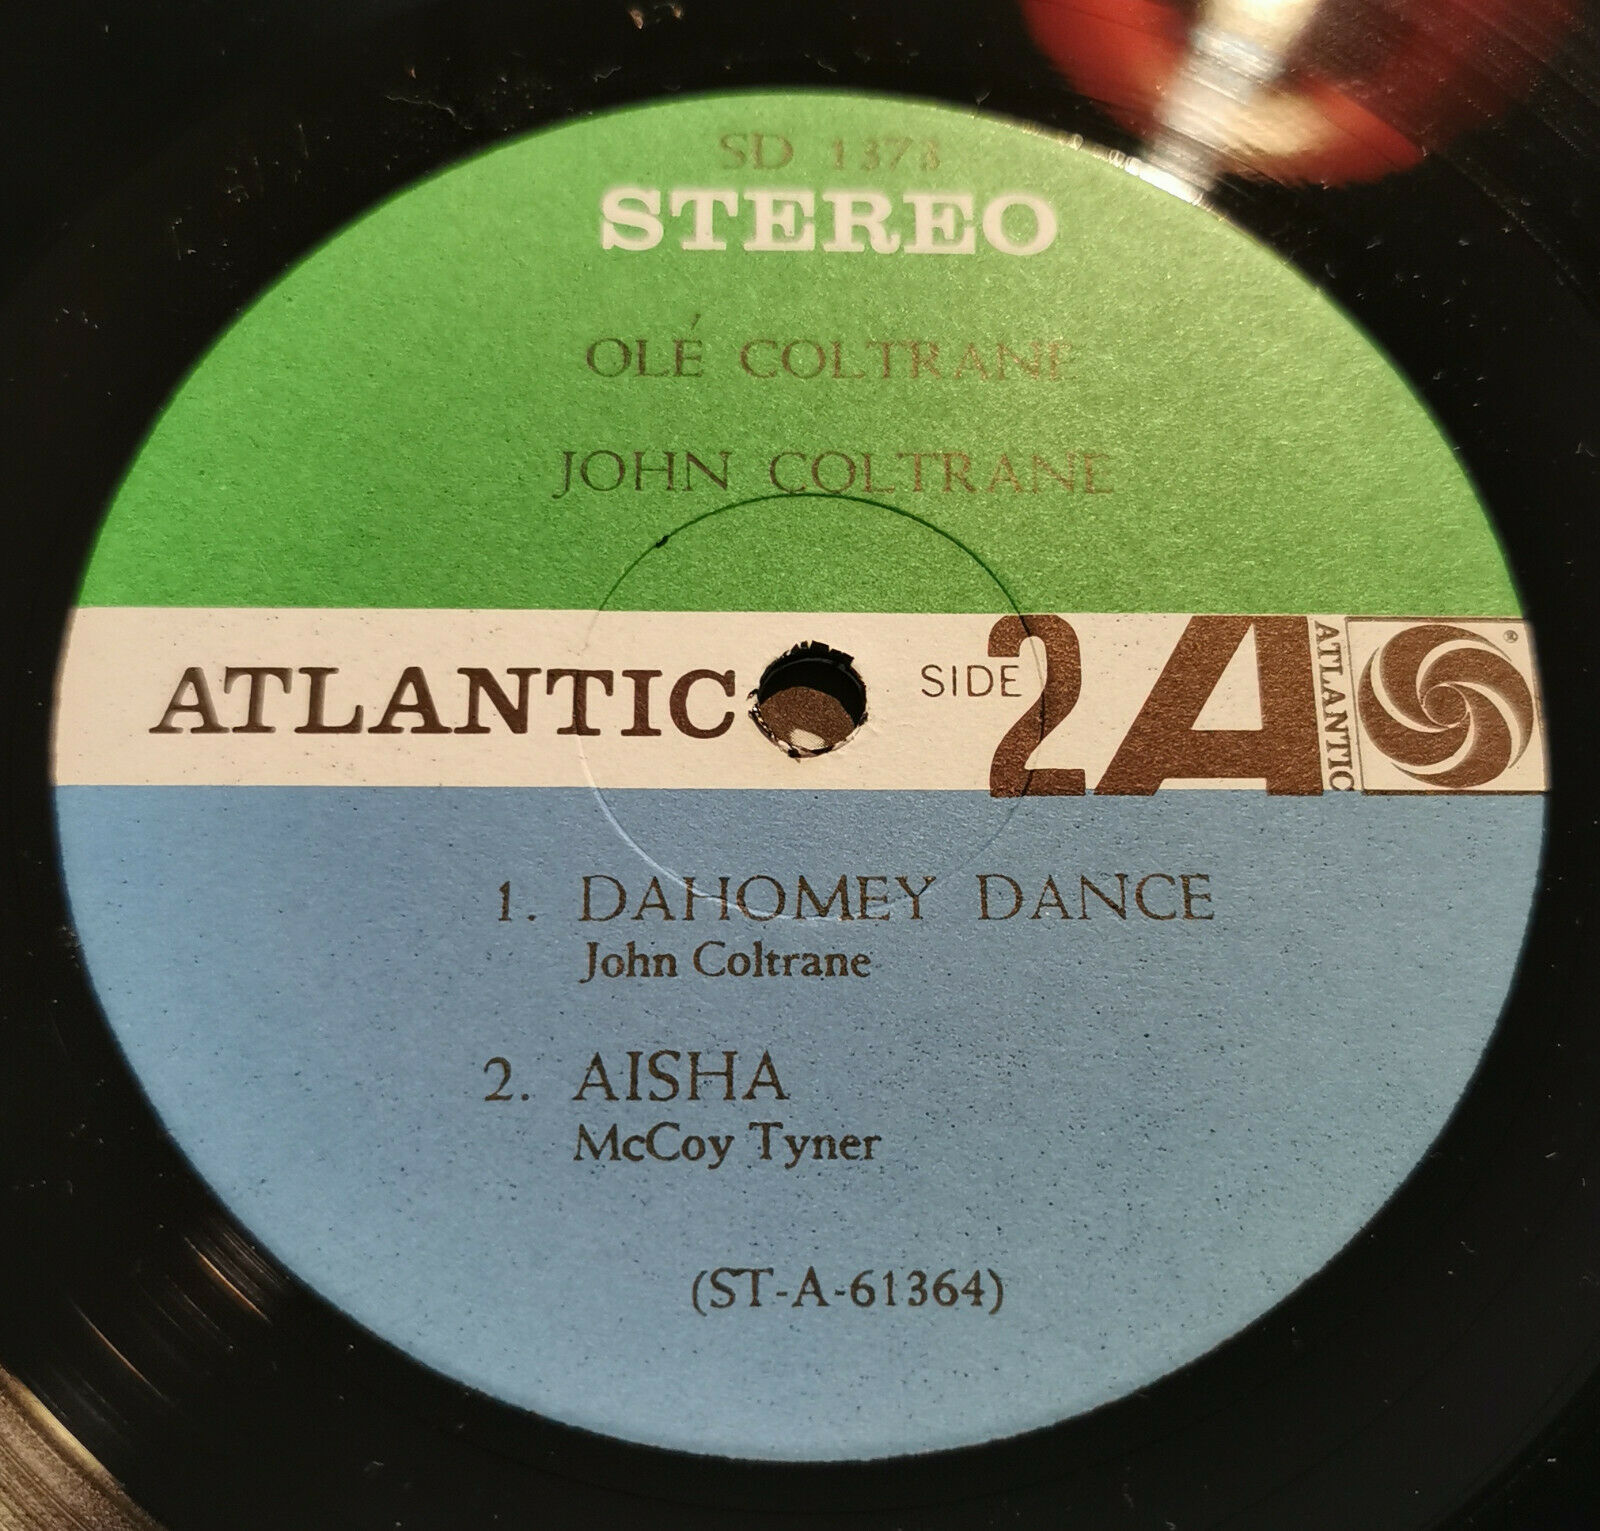 SD 1373
STEREO
OLÉ COLTRANE
JOHN COLTRANE
ATLANTIC
SIDE 2
A
ATLANTIC
®
1. DAHOMEY DANCE
John Coltrane
2. AISHA
McCoy Tyner
(ST-A-61364)